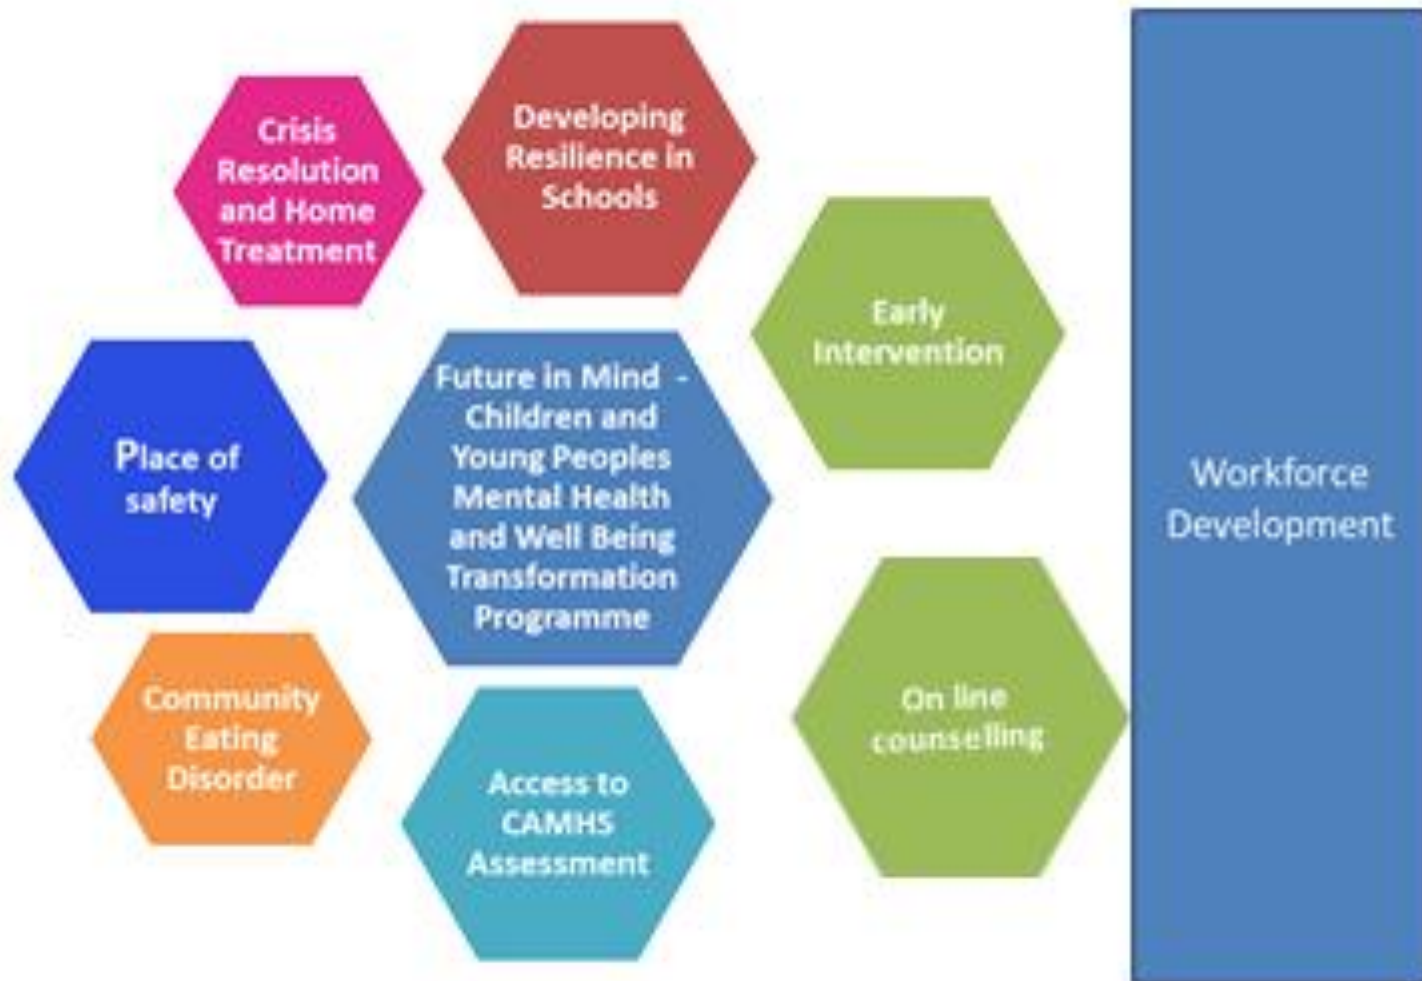 Crisis
Resolution
and Home
Treatment
Developing
Resilience in
Schools
Early
Intervention
Future in Mind -
Children and
Young Peoples
Mental Health
and Well Being
Transformation
Programme
Place of
safety
Workforce
Development
Community
Eating
Disorder
Access to
CAMHS
Assessment
On line
counselling